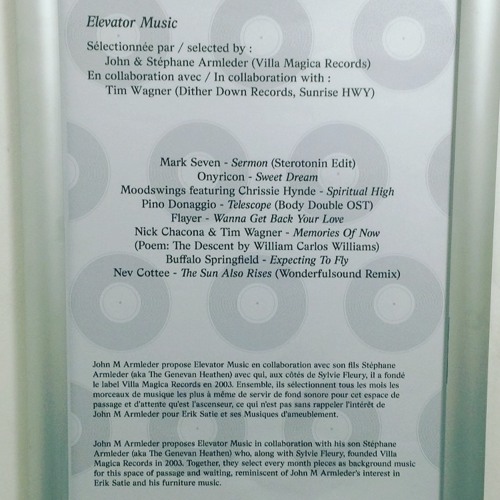 Elevator Music
Sélectionnée par / selected by :
John & Stéphane Armleder (Villa Magica Records)
En collaboration avec / In collaboration with :
Tim Wagner (Dither Down Records, Sunrise HWY)
Mark Seven - Sermon (Sterotonin Edit)
Onyricon - Sweet Dream
Moodswings featuring Chrissie Hynde - Spiritual High
Pino Donaggio - Telescope (Body Double OST)
Flayer - Wanna Get Back Your Love
Nick Chacona & Tim Wagner - Memories Of Now
(Poem: The Descent by William Carlos Williams)
Buffalo Springfield - Expecting To Fly
Nev Cottee - The Sun Also Rises (Wonderfulsound Remix)
John M Armleder propose Elevator Music en collaboration avec son fils Stéphane
Armleder (aka The Genevan Heathen) avec qui, aux côtés de Sylvie Fleury, il a fondé
le label Villa Magica Records en 2003. Ensemble, ils sélectionnent tous les mois les
morceaux de musique les plus à même de servir de fond sonore pour cet espace de
passage et d'attente qu'est l'ascenseur, ce qui n'est pas sans rappeler l'intérêt de
John M Armleder pour Erik Satie et ses Musiques d'ameublement.
John M Armleder proposes Elevator Music in collaboration with his son Stéphane
Armleder (aka The Genevan Heathen) who, along with Sylvie Fleury, founded Villa
Magica Records in 2003. Together, they select every month pieces as background music
for this space of passage and waiting, reminiscent of John M Armleder's interest in
Erik Satie and his furniture music.